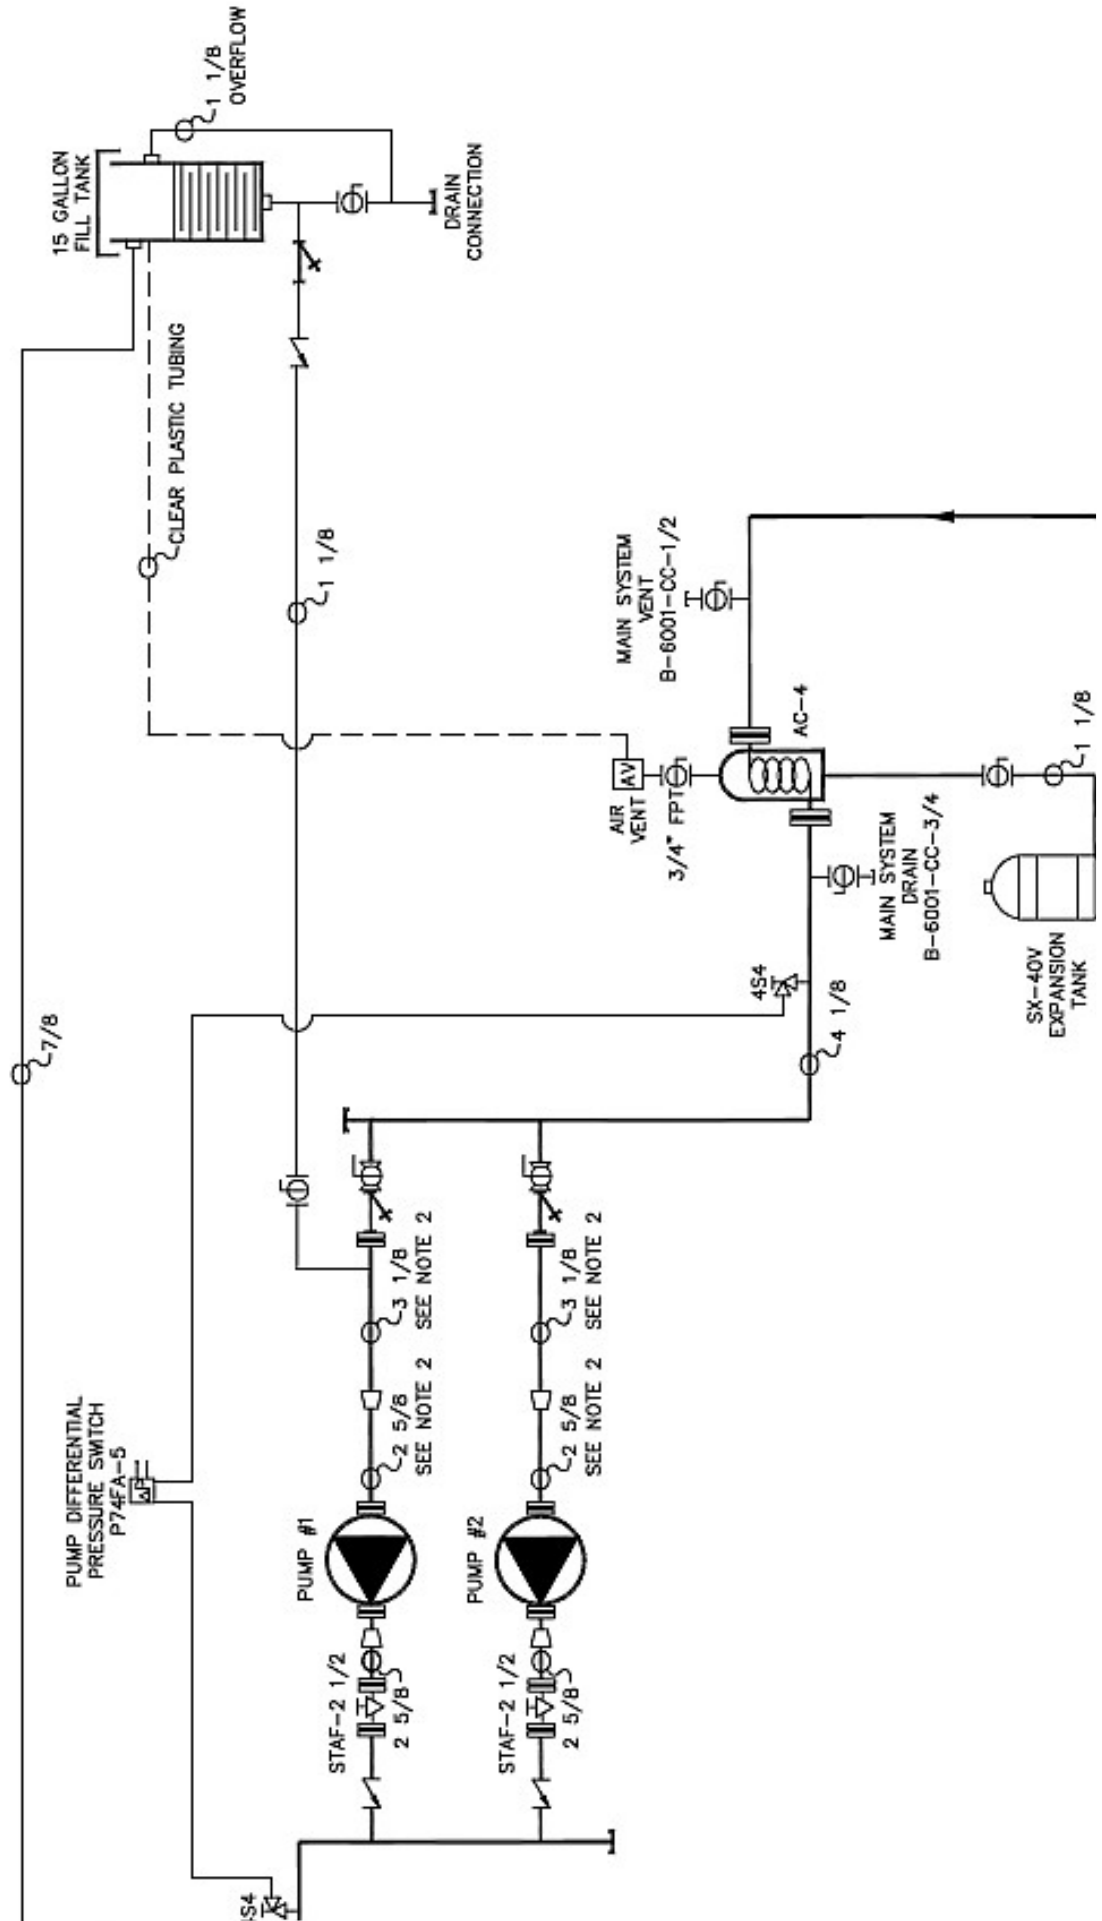 1 1/8
OVERFLOW
15 GALLON
FILL TANK
DRAIN
CONNECTION
CLEAR PLASTIC TUBING
1 1/8
MAIN SYSTEM
VENT
B-6001-CC-1/2
AC-4
AIR
VENT
AV
3/4" FPT
1 1/8
MAIN SYSTEM
DRAIN
B-6001-CC-3/4
SX-40V
EXPANSION
TANK
4S4
4 1/8
7/8
3 1/8
SEE NOTE 2
3 1/8
SEE NOTE 2
2 5/8
SEE NOTE 2
2 5/8
SEE NOTE 2
PUMP DIFFERENTIAL
PRESSURE SWITCH
P74FA-5
ΔP
PUMP #1
PUMP #2
STAF-2 1/2
2 5/8
STAF-2 1/2
2 5/8
4S4